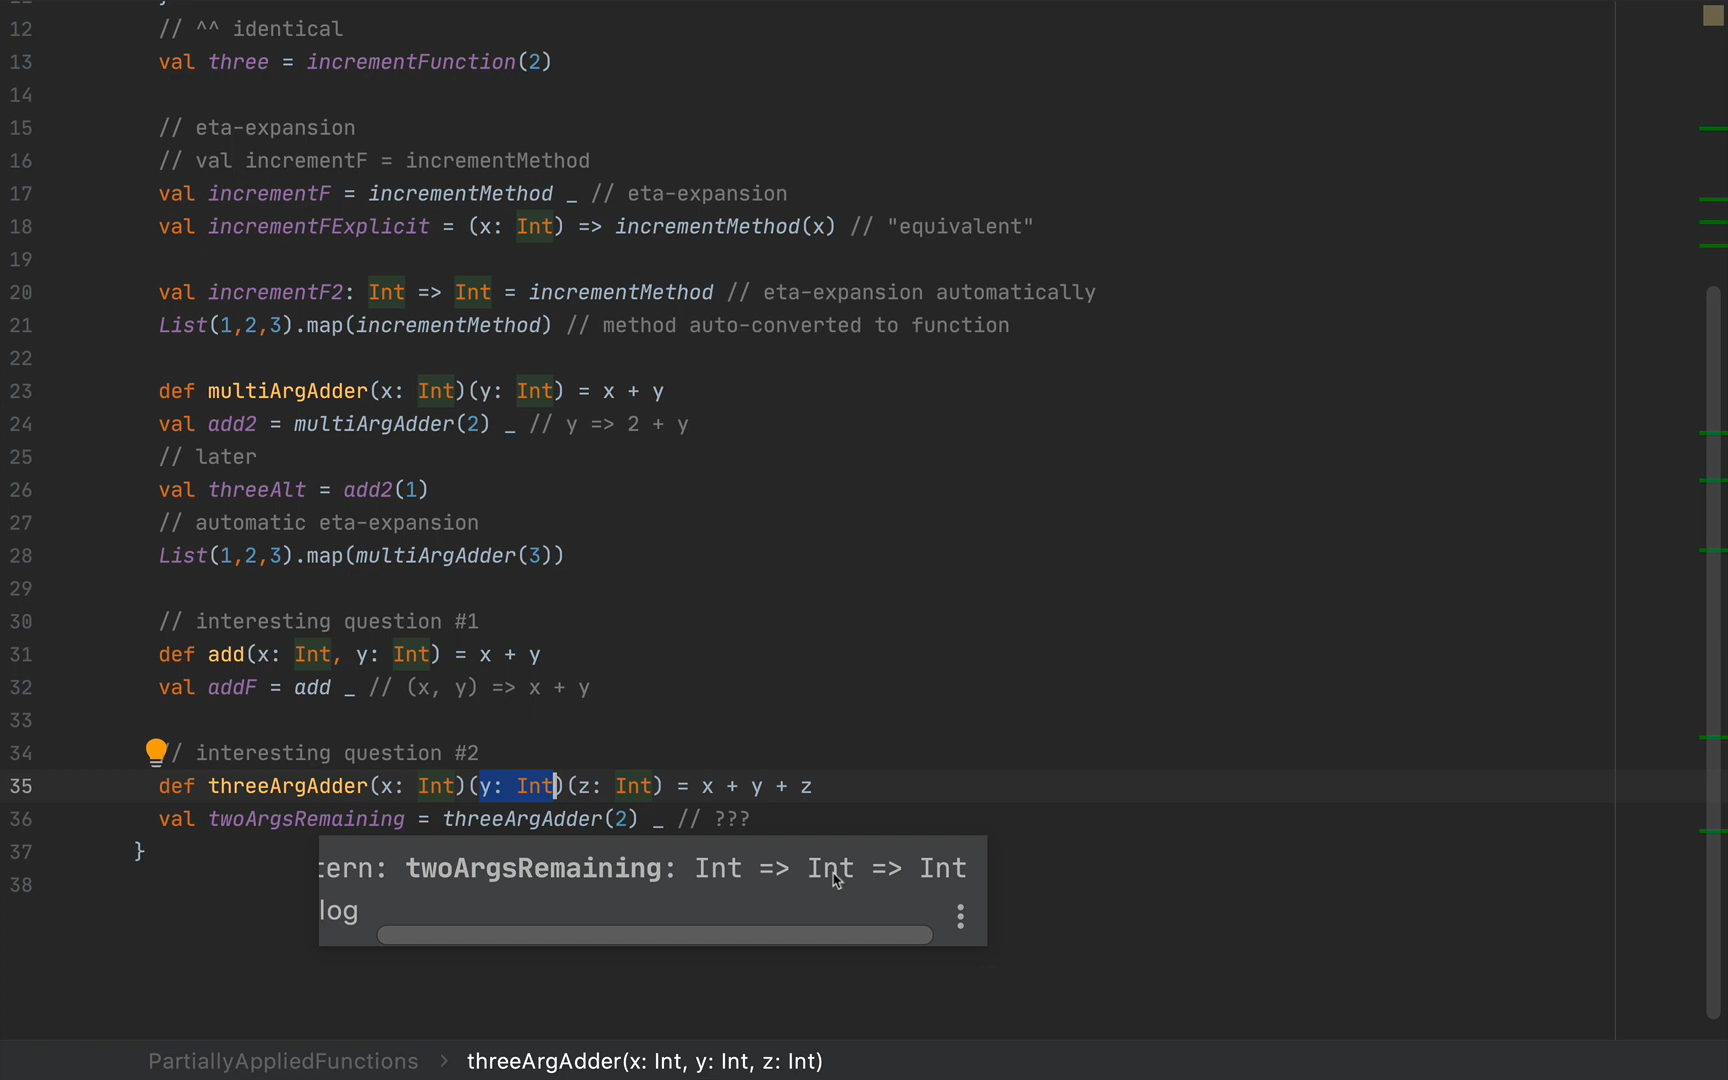 12 // ^^ identical
13 val three = incrementFunction(2)
14
15 // eta-expansion
16 // val incrementF = incrementMethod
17 val incrementF = incrementMethod _ // eta-expansion
18 val incrementFExplicit = (x: Int) => incrementMethod(x) // "equivalent"
19
20 val incrementF2: Int => Int = incrementMethod // eta-expansion automatically
21 List(1,2,3).map(incrementMethod) // method auto-converted to function
22
23 def multiArgAdder(x: Int)(y: Int) = x + y
24 val add2 = multiArgAdder(2) _ // y => 2 + y
25 // later
26 val threeAlt = add2(1)
27 // automatic eta-expansion
28 List(1,2,3).map(multiArgAdder(3))
29
30 // interesting question #1
31 def add(x: Int, y: Int) = x + y
32 val addF = add _ // (x, y) => x + y
33
34 // interesting question #2
35 def threeArgAdder(x: Int)(y: Int)(z: Int) = x + y + z
36 val twoArgsRemaining = threeArgAdder(2) _ // ???
37 }
tern: twoArgsRemaining: Int => Int => Int
38
log
PartiallyAppliedFunctions > threeArgAdder(x: Int, y: Int, z: Int)